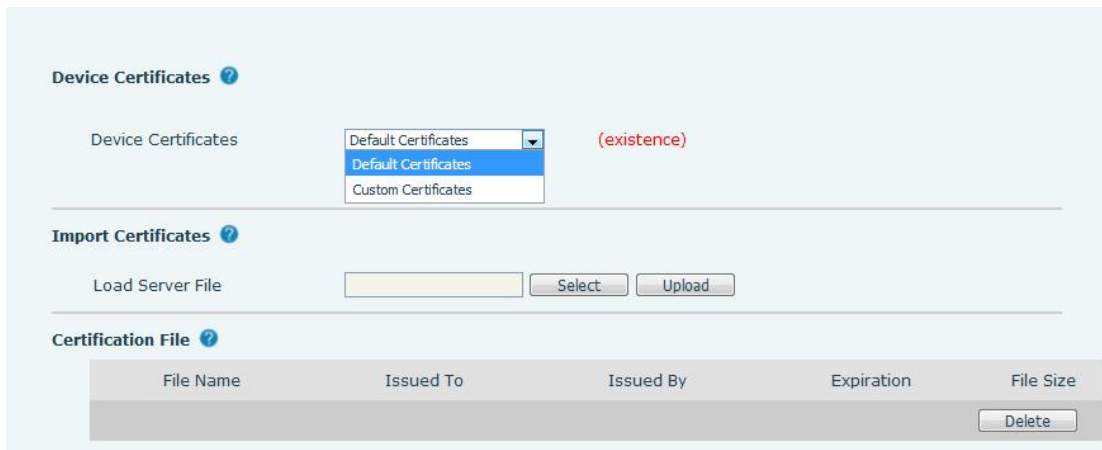 Device Certificates ?
Device Certificates Default Certificates (existence)
Default Certificates
Custom Certificates
Import Certificates ?
Load Server File Select Upload
Certification File ?
File Name Issued To Issued By Expiration File Size
Delete